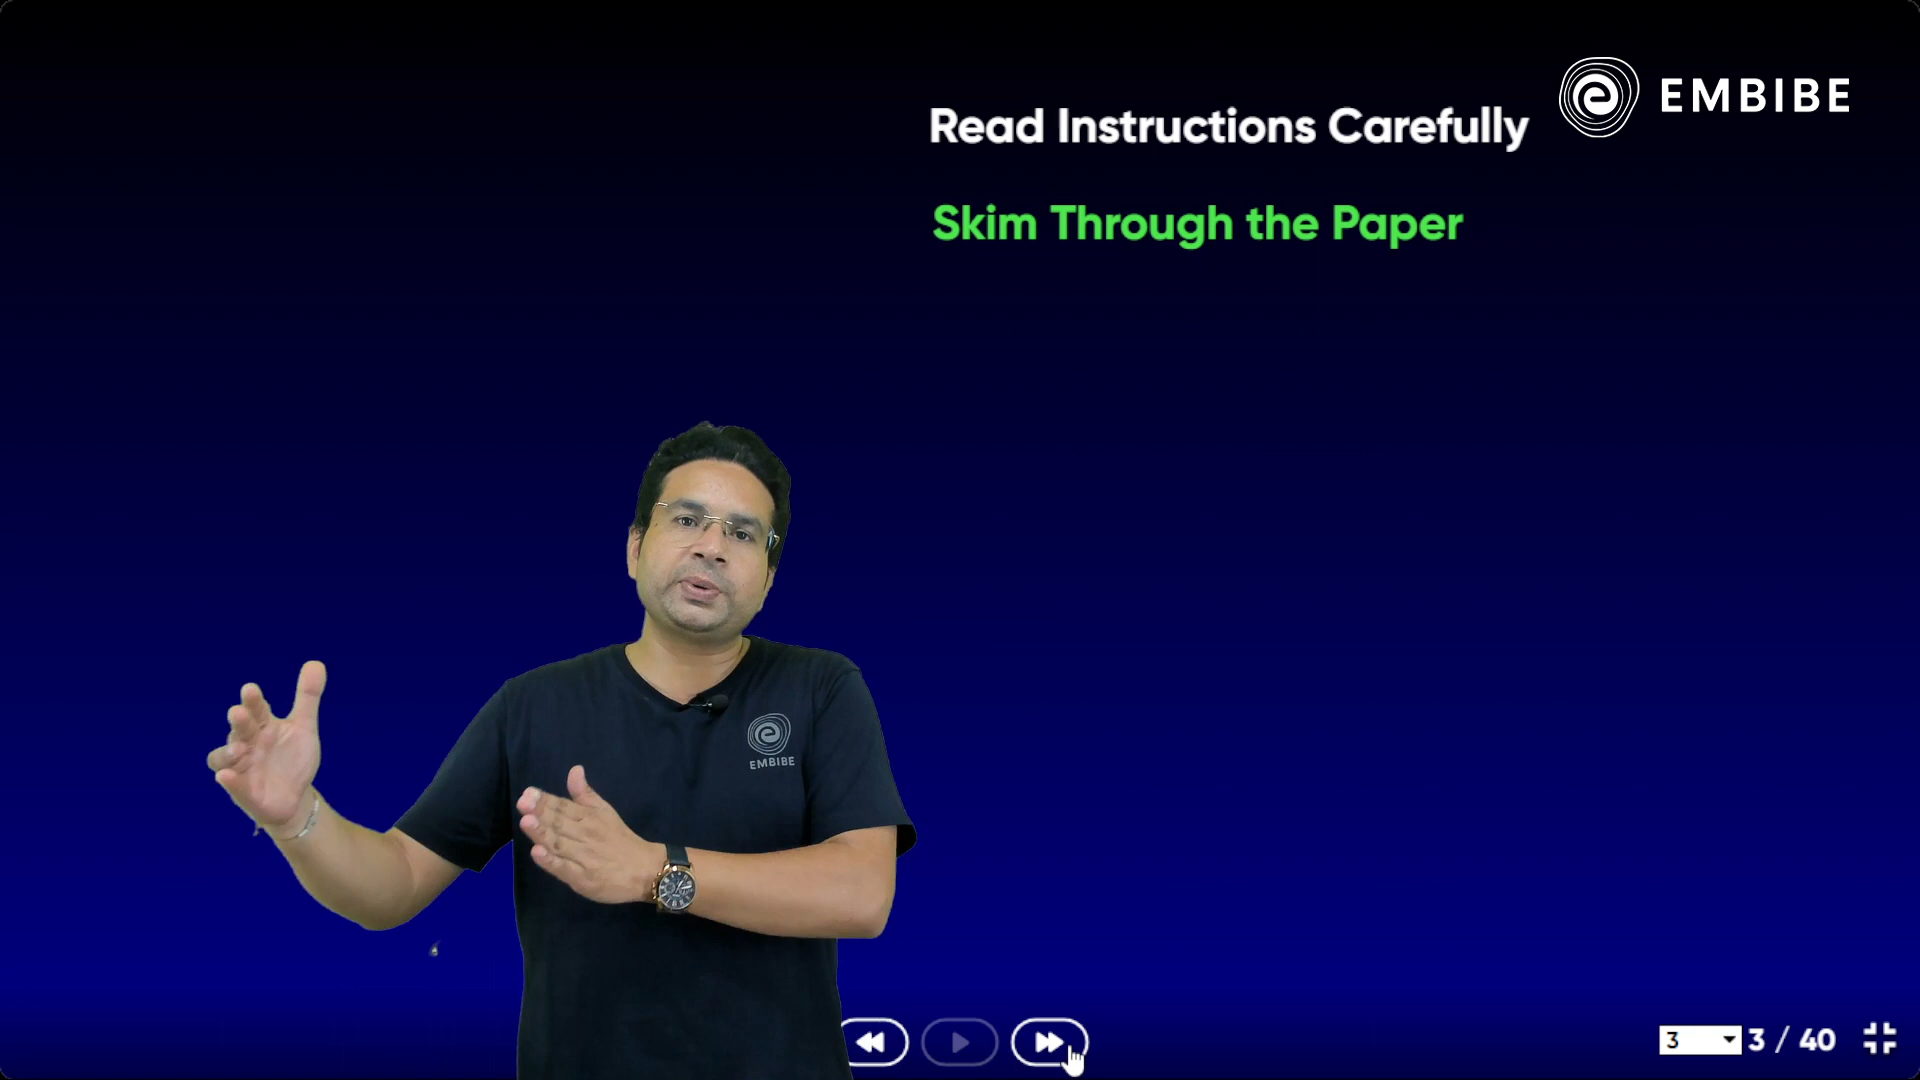 EMBIBE
Read Instructions Carefully
Skim Through the Paper
EMBIBE
3 3 / 40